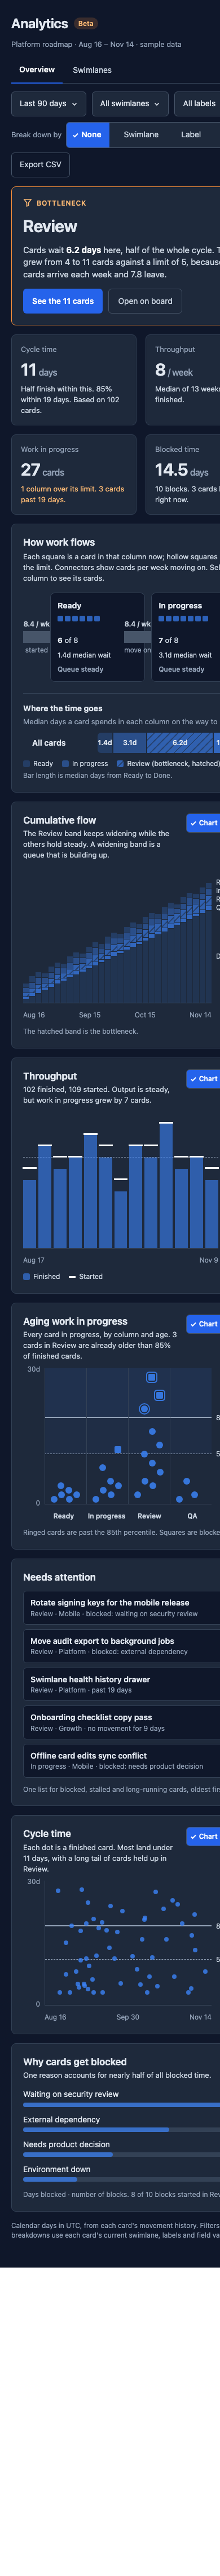 Analytics Beta
Platform roadmap · Aug 16 – Nov 14 · sample data
Overview Swimlanes
Last 90 days All swimlanes All labels
Break down by ✓ None Swimlane Label
Export CSV
BOTTLENECK
Review
Cards wait 6.2 days here, half of the whole cycle.
grew from 4 to 11 cards against a limit of 5, because
cards arrive each week and 7.8 leave.
See the 11 cards Open on board
Cycle time
11 days
Half finish within this. 85%
within 19 days. Based on 102
cards.
Throughput
8 / week
Median of 13 weeks
finished.
Work in progress
27 cards
1 column over its limit. 3 cards
past 19 days.
Blocked time
14.5 days
10 blocks. 3 cards
right now.
How work flows
Each square is a card in that column now; hollow squares
the limit. Connectors show cards per week moving on.
column to see its cards.
8.4 / wk
started
Ready
6 of 8
1.4d median wait
Queue steady
8.4 / wk
move on
In progress
7 of 8
3.1d median wait
Queue steady
Where the time goes
Median days a card spends in each column on the way to
All cards 1.4d 3.1d 6.2d
Ready In progress Review (bottleneck, hatched)
Bar length is median days from Ready to Done.
Cumulative flow
The Review band keeps widening while the
others hold steady. A widening band is a
queue that is building up.
✓ Chart
Aug 16 Sep 15 Oct 15 Nov 14
The hatched band is the bottleneck.
Throughput
102 finished, 109 started. Output is steady,
but work in progress grew by 7 cards.
✓ Chart
Aug 17 Nov 9
Finished Started
Aging work in progress
Every card in progress, by column and age. 3
cards in Review are already older than 85%
of finished cards.
✓ Chart
30d
0
Ready In progress Review QA
Ringed cards are past the 85th percentile. Squares are
Needs attention
Rotate signing keys for the mobile release
Review · Mobile · blocked: waiting on security review
Move audit export to background jobs
Review · Platform · blocked: external dependency
Swimlane health history drawer
Review · Platform · past 19 days
Onboarding checklist copy pass
Review · Growth · no movement for 9 days
Offline card edits sync conflict
In progress · Mobile · blocked: needs product decision
One list for blocked, stalled and long-running cards, oldest
Cycle time
Each dot is a finished card. Most land under
11 days, with a long tail of cards held up in
Review.
✓ Chart
30d
0
Aug 16 Sep 30 Nov 14
Why cards get blocked
One reason accounts for nearly half of all blocked time.
Waiting on security review
External dependency
Needs product decision
Environment down
Days blocked · number of blocks. 8 of 10 blocks started in
Calendar days in UTC, from each card's movement history. Filters
breakdowns use each card's current swimlane, labels and field